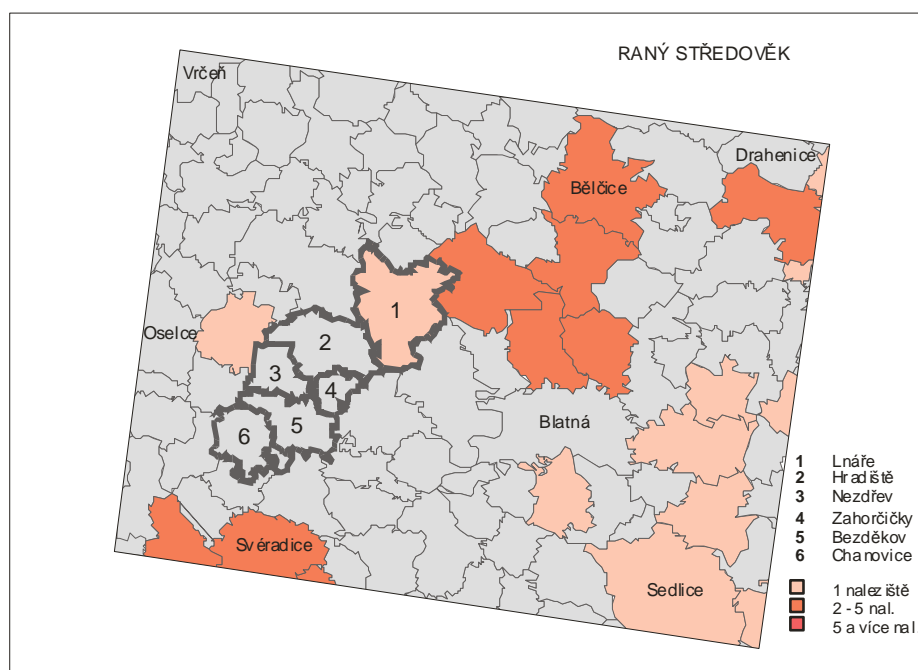 RANÝ STŘEDOVĚK
Vrčeň
Drahenice
Bělčice
1
Oselce
2
3
4
Blatná
5
6
1 Lnáře
2 Hradiště
3 Nezdřev
4 Zahorčičky
5 Bezděkov
6 Chanovice
Svéradice
Sedlice
1 naleziště
2 - 5 nal.
5 a více nal.